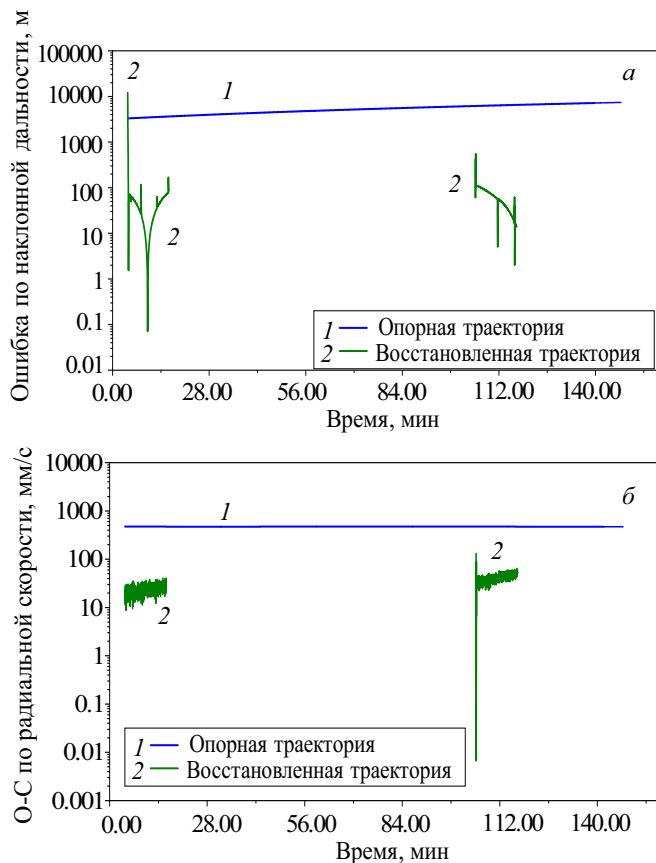 Ошибка по наклонной дальности, м
100000
10000
1000
100
10
1
0.1
0.01
2
1
а
2
2
1 Опорная траектория
2 Восстановленная траектория
0.00 28.00 56.00 84.00 112.00 140.00
Время, мин
О-С по радиальной скорости, мм/с
10000
1000
100
10
1
0.1
0.01
0.001
1
б
2
2
1 Опорная траектория
2 Восстановленная траектория
0.00 28.00 56.00 84.00 112.00 140.00
Время, мин